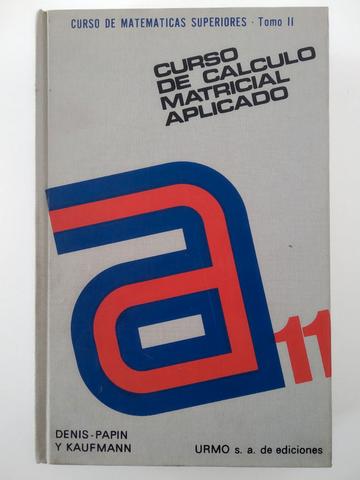 CURSO DE MATEMATICAS SUPERIORES - Tomo II
CURSO
DE CALCULO
MATRICIAL
APLICADO
a
11
DENIS-PAPIN
Y KAUFMANN
URMO s. a. de ediciones